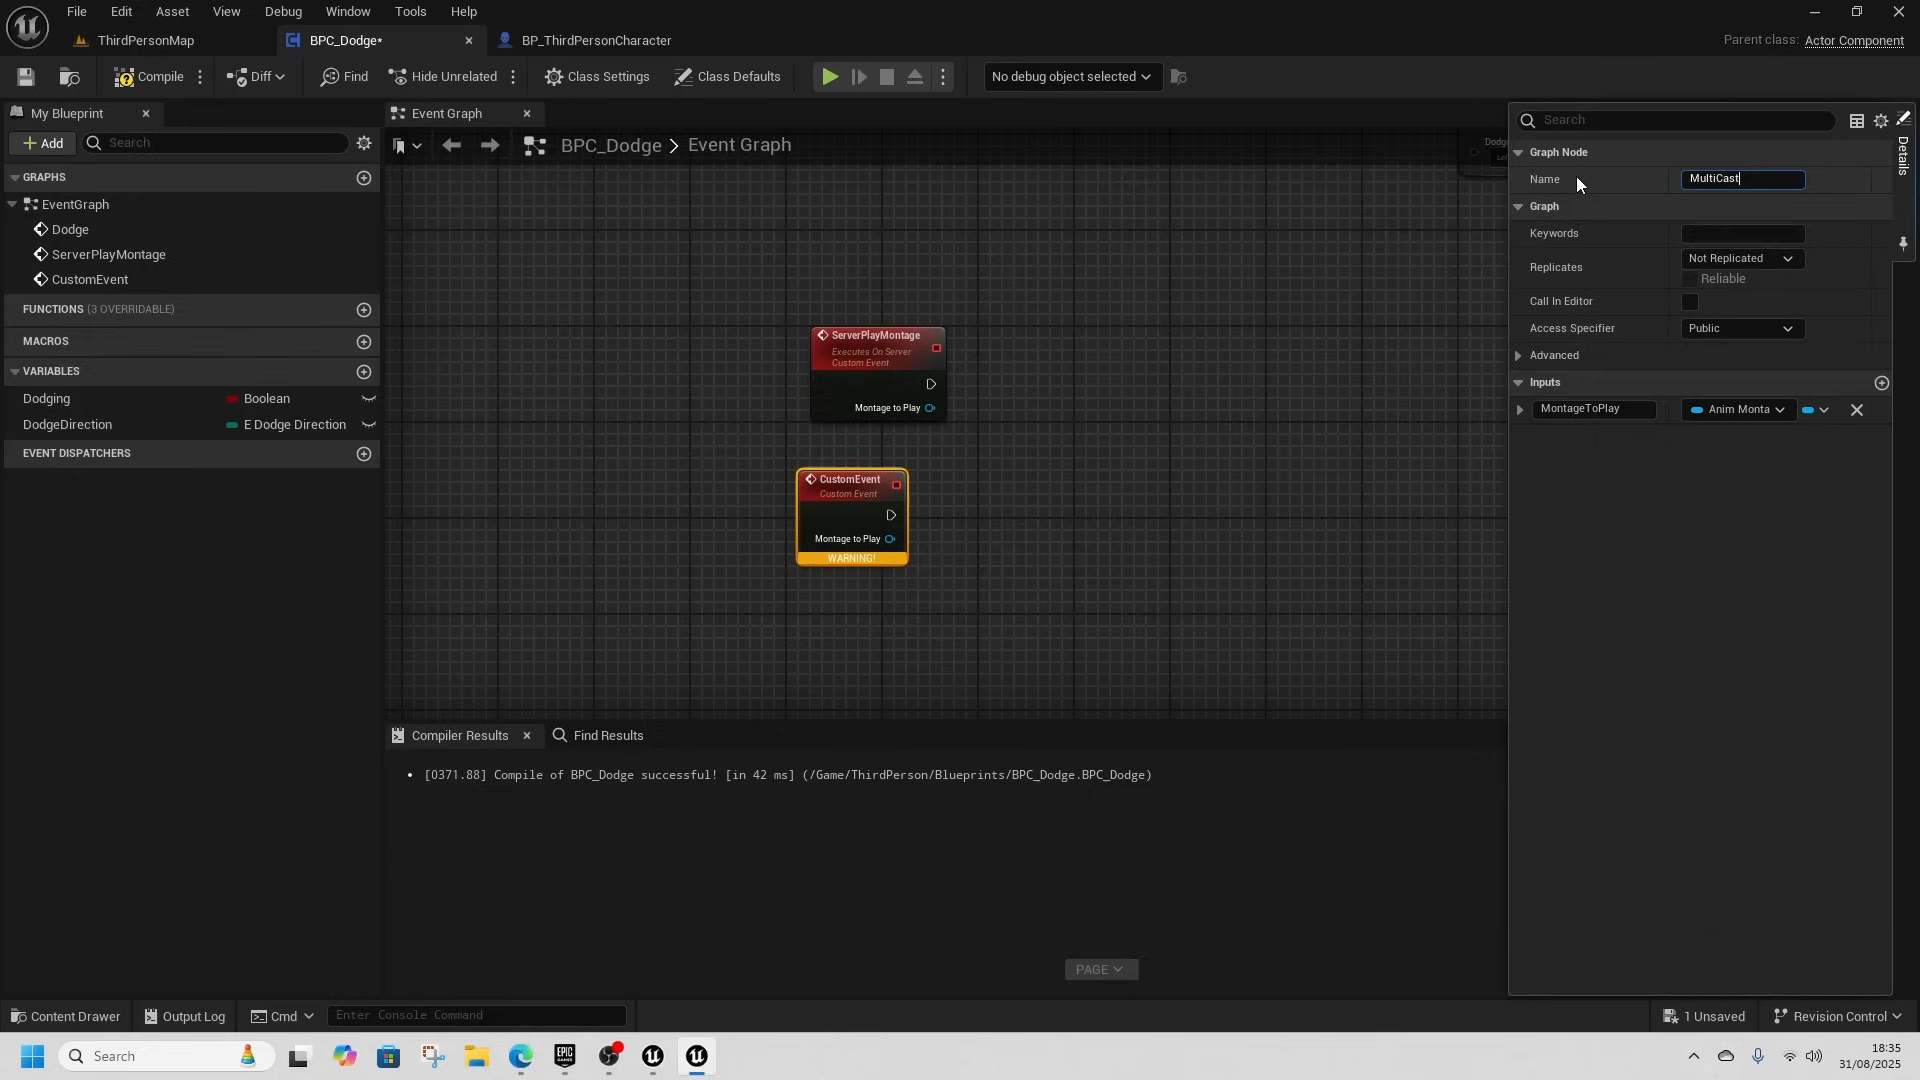 File Edit Asset View Debug Window Tools Help
ThirdPersonMap BPC_Dodge* BP_ThirdPersonCharacter Parent class: Actor Component
Compile Diff Find Hide Unrelated Class Settings Class Defaults No debug object selected
My Blueprint Event Graph
Add Search
BPC_Dodge > Event Graph
GRAPHS
EventGraph
Dodge
ServerPlayMontage
CustomEvent
FUNCTIONS (3 OVERRIDABLE)
MACROS
VARIABLES
Dodging Boolean
DodgeDirection E Dodge Direction
EVENT DISPATCHERS
ServerPlayMontage
Executes On Server
Custom Event
Montage to Play
CustomEvent
Custom Event
Montage to Play
WARNING!
Search
Details
Graph Node
Name MultiCast
Graph
Keywords
Replicates Not Replicated
Reliable
Call In Editor
Access Specifier Public
Advanced
Inputs
MontageToPlay Anim Monta
Compiler Results Find Results
[0371.88] Compile of BPC_Dodge successful! [in 42 ms] (/Game/ThirdPerson/Blueprints/BPC_Dodge.BPC_Dodge)
PAGE
Content Drawer Output Log Cmd Enter Console Command 1 Unsaved Revision Control
Search EPIC GAMES 18:35
31/08/2025